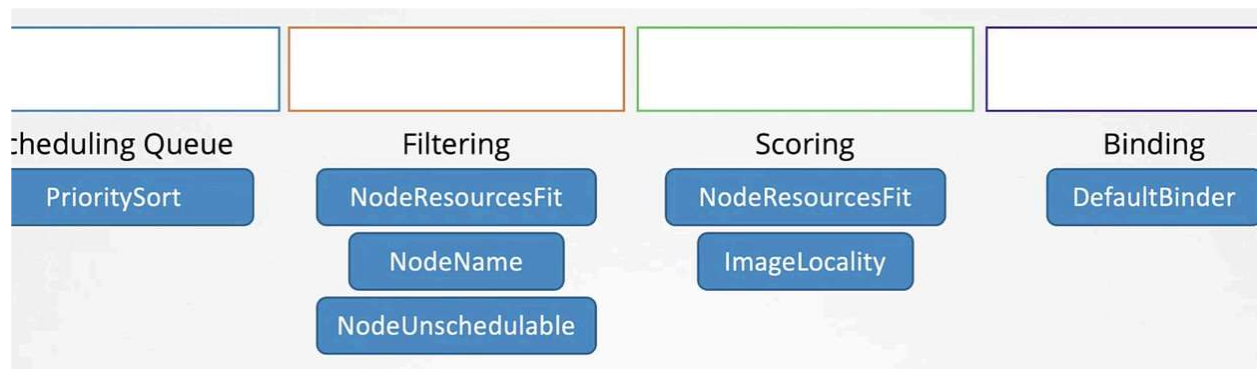 cheduling Queue
Filtering
Scoring
Binding
PrioritySort
NodeResourcesFit
NodeResourcesFit
DefaultBinder
NodeName
ImageLocality
NodeUnschedulable